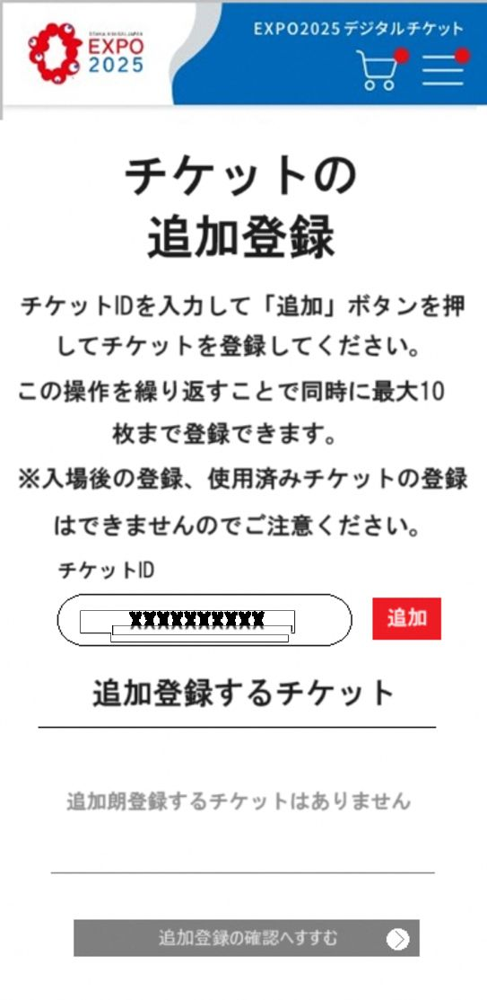 EXPO
2025
EXPO2025デジタルチケット
チケットの
追加登録
チケットIDを入力して「追加」ボタンを押
してチケットを登録してください。
この操作を繰り返すことで同時に最大10
枚まで登録できます。
※入場後の登録、使用済みチケットの登録
はできませんのでご注意ください。
チケットID
XXXXXXXXXX
追加
追加登録するチケット
追加朗登録するチケットはありません
追加登録の確認へすすむ